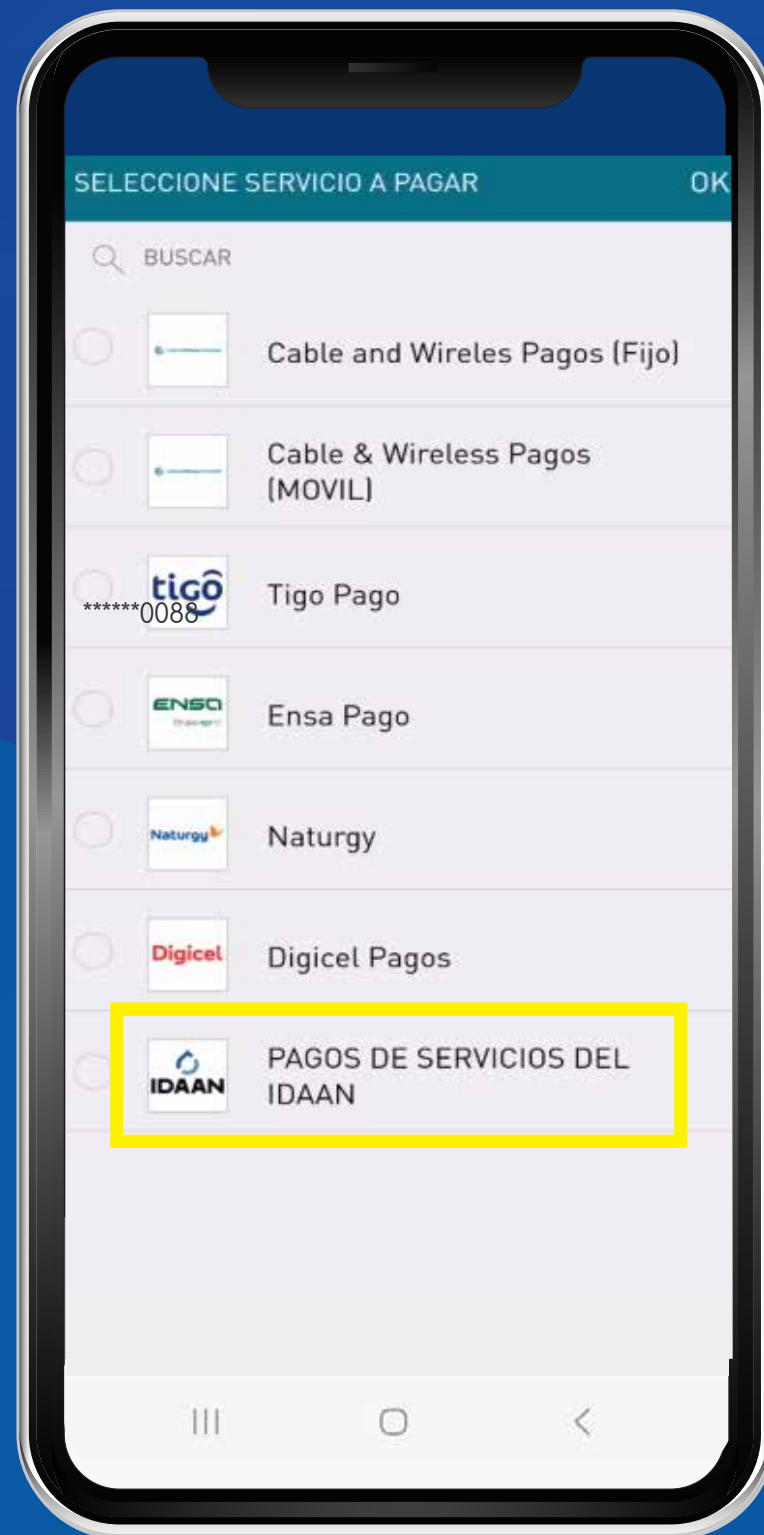 SELECCIONE SERVICIO A PAGAR OK
BUSCAR
Cable and Wireles Pagos (Fijo)
Cable & Wireless Pagos
(MOVIL)
tigô
Tigo Pago
******0088
ENSA
Ensa Pago
Naturgy
Naturgy
Digicel
Digicel Pagos
IDAAN
PAGOS DE SERVICIOS DEL
IDAAN